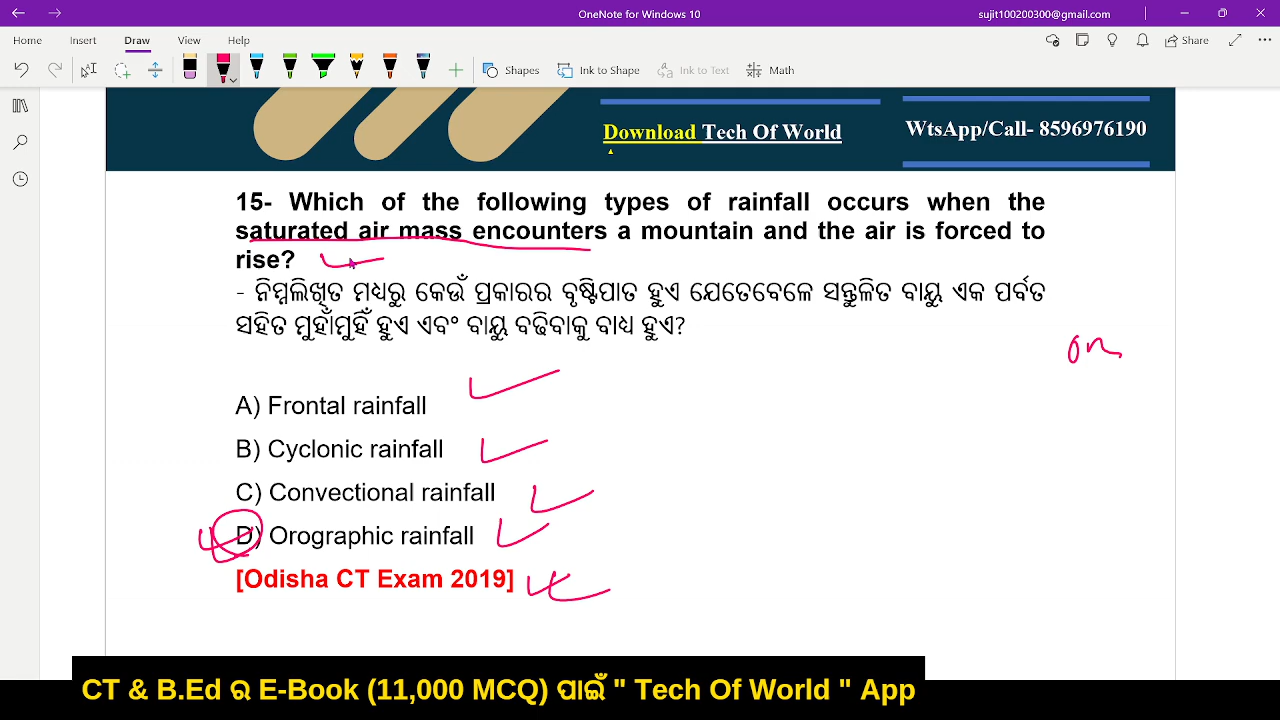 OneNote for Windows 10
sujit100200300@gmail.com
Home Insert Draw View Help
Share
Shapes Ink to Shape Ink to Text Math
Download Tech Of World
WtsApp/Call- 8596976190
15- Which of the following types of rainfall occurs when the
saturated air mass encounters a mountain and the air is forced to
rise?
- ନିମ୍ନଲିଖିତ ମଧ୍ୟରୁ କେଉଁ ପ୍ରକାରର ବୃଷ୍ଟିପାତ ହୁଏ ଯେତେବେଳେ ସନ୍ତୁଳିତ ବାୟୁ ଏକ ପର୍ବତ
ସହିତ ମୁହାଁମୁହିଁ ହୁଏ ଏବଂ ବାୟୁ ବଢିବାକୁ ବାଧ୍ୟ ହୁଏ?
A) Frontal rainfall
B) Cyclonic rainfall
C) Convectional rainfall
D) Orographic rainfall
[Odisha CT Exam 2019]
CT & B.Ed ର E-Book (11,000 MCQ) ପାଇଁ " Tech Of World " App